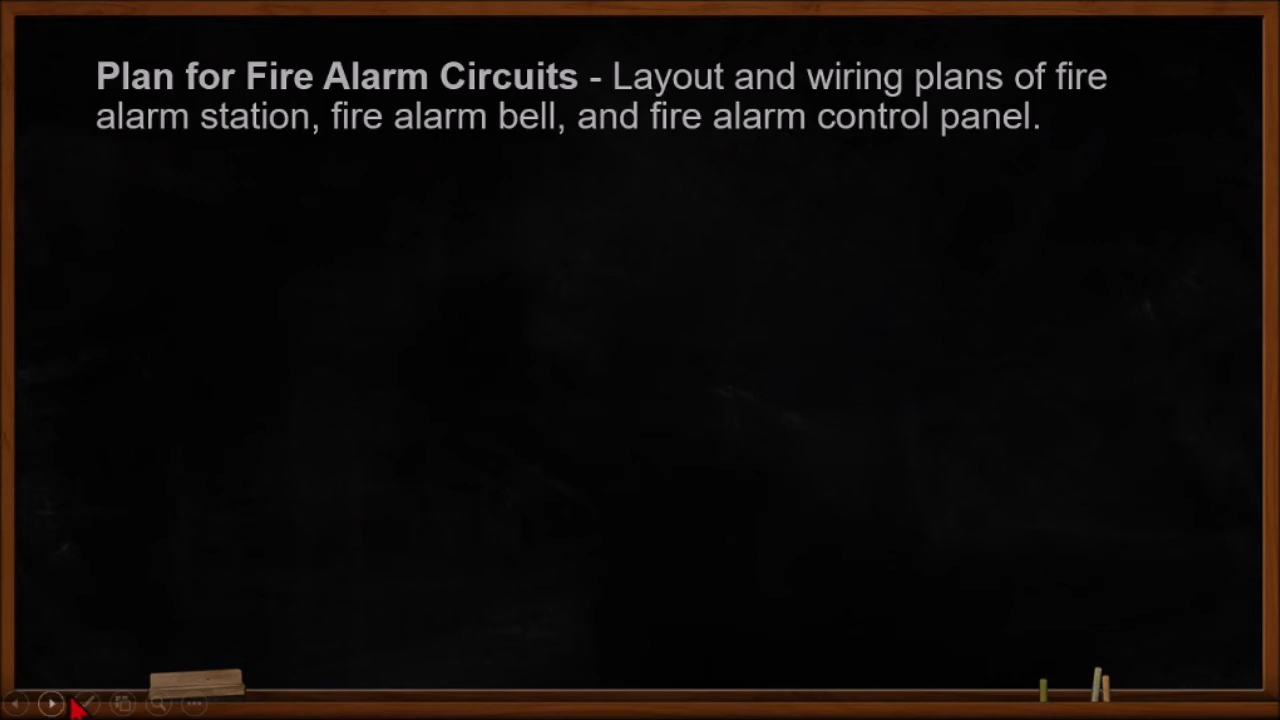 Plan for Fire Alarm Circuits - Layout and wiring plans of fire
alarm station, fire alarm bell, and fire alarm control panel.